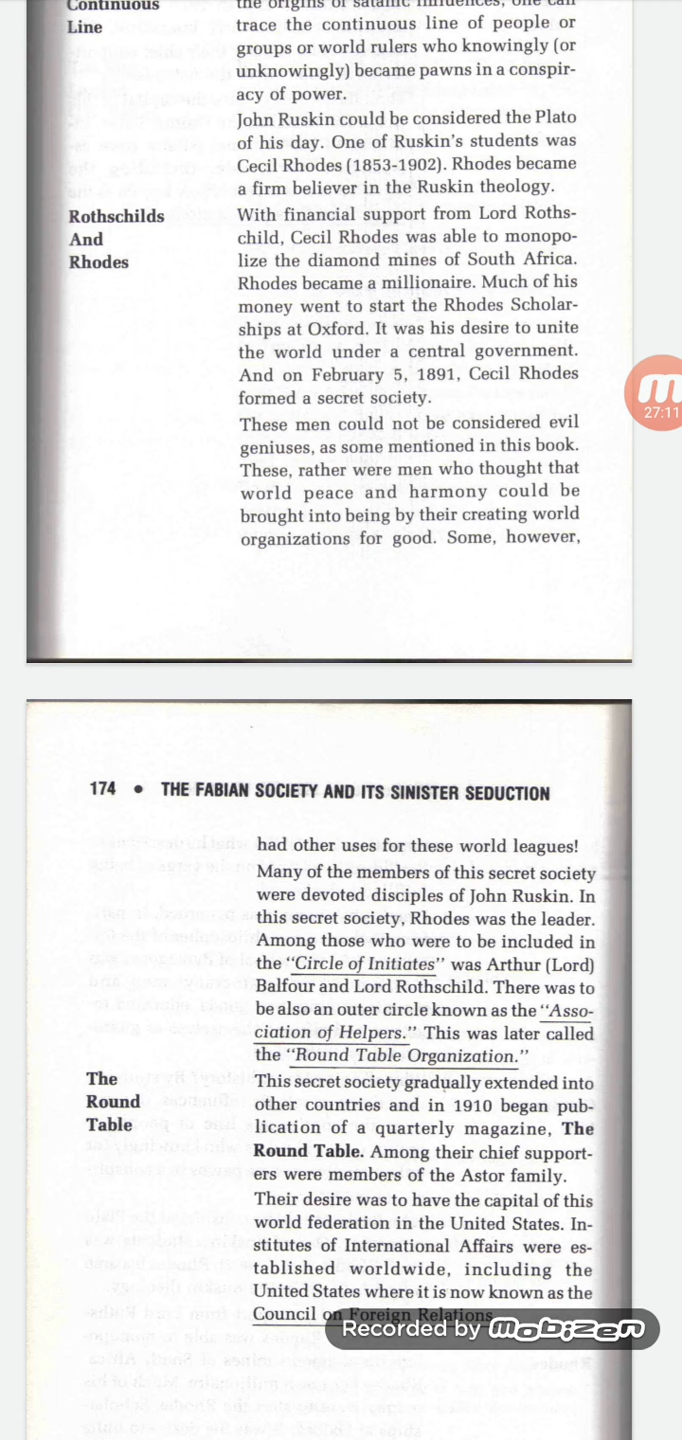 Continuous
Line
the origins of satanic influences, one can
trace the continuous line of people or
groups or world rulers who knowingly (or
unknowingly) became pawns in a conspir-
acy of power.
John Ruskin could be considered the Plato
of his day. One of Ruskin's students was
Cecil Rhodes (1853-1902). Rhodes became
a firm believer in the Ruskin theology.
Rothschilds
And
Rhodes
With financial support from Lord Roths-
child, Cecil Rhodes was able to monopo-
lize the diamond mines of South Africa.
Rhodes became a millionaire. Much of his
money went to start the Rhodes Scholar-
ships at Oxford. It was his desire to unite
the world under a central government.
And on February 5, 1891, Cecil Rhodes
formed a secret society.
These men could not be considered evil
geniuses, as some mentioned in this book.
These, rather were men who thought that
world peace and harmony could be
brought into being by their creating world
organizations for good. Some, however,
27:11
174 • THE FABIAN SOCIETY AND ITS SINISTER SEDUCTION
had other uses for these world leagues!
Many of the members of this secret society
were devoted disciples of John Ruskin. In
this secret society, Rhodes was the leader.
Among those who were to be included in
the "Circle of Initiates" was Arthur (Lord)
Balfour and Lord Rothschild. There was to
be also an outer circle known as the "Asso-
ciation of Helpers." This was later called
the "Round Table Organization."
The
Round
Table
This secret society gradually extended into
other countries and in 1910 began pub-
lication of a quarterly magazine, The
Round Table. Among their chief support-
ers were members of the Astor family.
Their desire was to have the capital of this
world federation in the United States. In-
stitutes of International Affairs were es-
tablished worldwide, including the
United States where it is now known as the
Council on Foreign Relations.
Recorded by mobizen